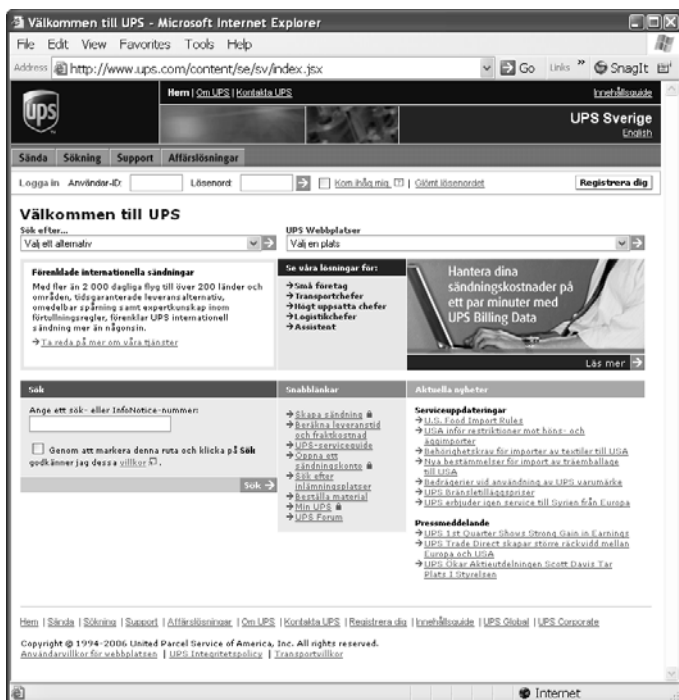 Välkommen till UPS - Microsoft Internet Explorer
File Edit View Favorites Tools Help
Address http://www.ups.com/content/se/sv/index.jsx Go Links » SnagIt
ups
Hem | Om UPS | Kontakta UPS
Innehållsguide
UPS Sverige
English
Sända Sökning Support Affärslösningar
Logga in Användar-ID: Lösenord: Kom ihåg mig | Glömt lösenordet Registrera dig
Välkommen till UPS
Sök efter...
Välj ett alternativ
UPS Webbplatser
Välj en plats
Förenklade internationella sändningar
Med fler än 2 000 dagliga flyg till över 200 länder och
områden, tidsgaranterade leveransalternativ,
omedelbar spårning samt expertkunskap inom
förtullningsregler, förenklar UPS internationell
sändning mer än någonsin.
Ta reda på mer om våra tjänster
Se våra lösningar för:
Små företag
Transportchefer
Högt uppsatta chefer
Logistikchefer
Assistent
Hantera dina
sändningskostnader på
ett par minuter med
UPS Billing Data
Läs mer
Sök
Ange ett sök- eller InfoNotice-nummer:
Genom att markera denna ruta och klicka på Sök
godkänner jag dessa villkor.
Sök
Snabblänkar
Skapa sändning
Beräkna leveranstid
och fraktkostnad
UPS-serviceguide
Öppna ett
sändningskonto
Sök efter
inlämningsplatser
Beställa material
Min UPS
UPS Forum
Aktuella nyheter
Serviceuppdateringar
U.S. Food Import Rules
USA inför restriktioner mot höns- och
äggimporter
Behörighetskrav för importer av textiler till USA
Nya bestämmelser för import av träemballage
till USA
Bedrägerier vid användning av UPS varumärke
UPS Bränsletilläggspriser
UPS erbjuder igen service till Syrien från Europa
Pressmeddelande
UPS 1st Quarter Shows Strong Gain in Earnings
UPS Trade Direct skapar större räckvidd mellan
Europa och USA
UPS Ökar Aktieutdelningen Scott Davis Tar
Plats I Styrelsen
Hem | Sända | Sökning | Support | Affärslösningar | Om UPS | Kontakta UPS | Registrera dig | Innehållsguide | UPS Global | UPS Corporate
Copyright © 1994-2006 United Parcel Service of America, Inc. All rights reserved.
Användarvillkor för webbplatsen | UPS Integritetspolicy | Transportvillkor
Internet